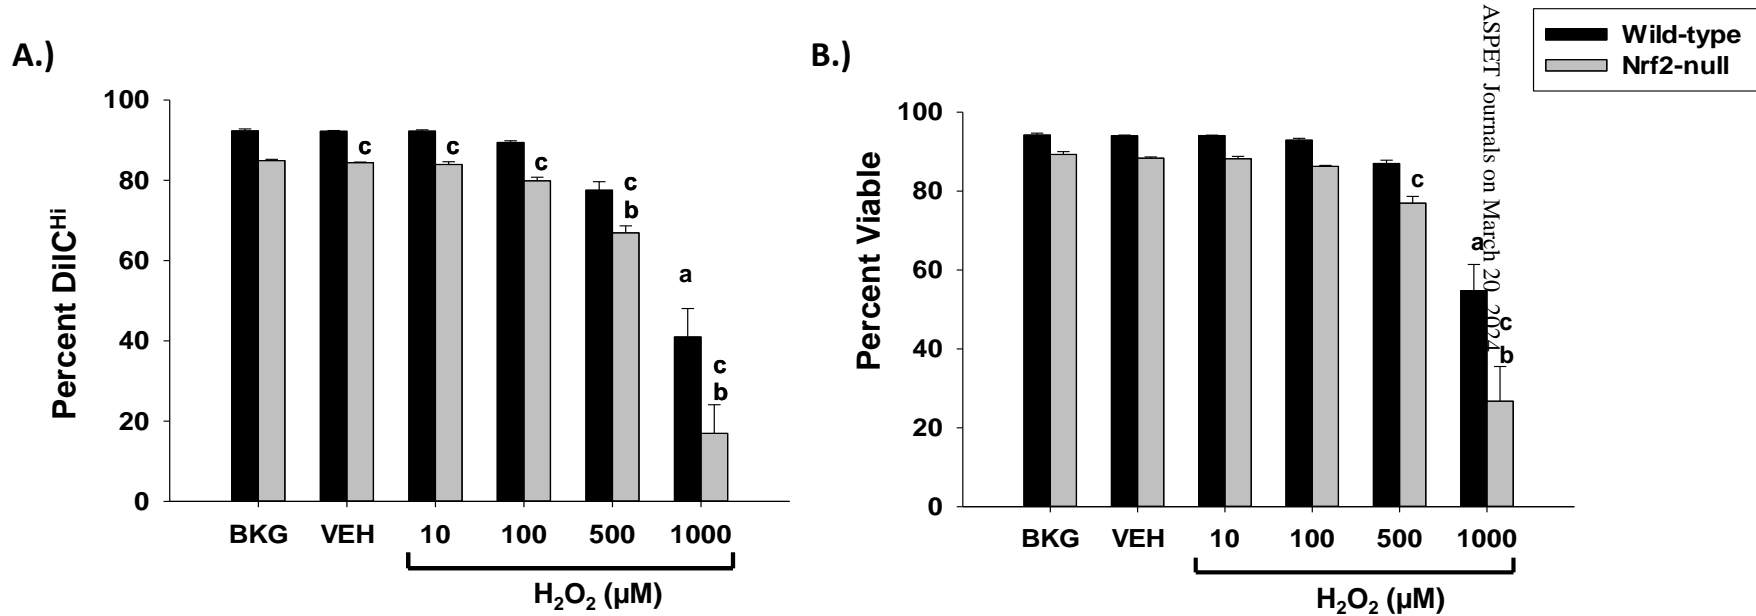 A.)
Percent DiIC^Hi
100
80
60
40
20
0
c
c
c
c
b
a
c
b
BKG VEH 10 100 500 1000
H₂O₂ (µM)
B.)
Percent Viable
100
80
60
40
20
0
c
a
c
b
BKG VEH 10 100 500 1000
H₂O₂ (µM)
ASPET Journals on March 20, 2024
Wild-type
Nrf2-null